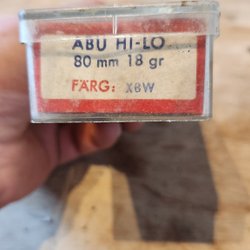 ABU HI-LO
80 mm 18 gr
FÄRG: XBW